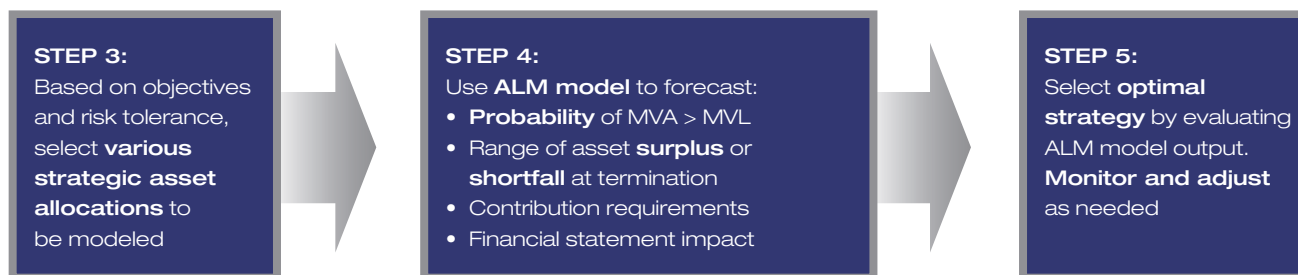 STEP 3:
Based on objectives
and risk tolerance,
select various
strategic asset
allocations to
be modeled
STEP 4:
Use ALM model to forecast:
• Probability of MVA > MVL
• Range of asset surplus or
shortfall at termination
• Contribution requirements
• Financial statement impact
STEP 5:
Select optimal
strategy by evaluating
ALM model output.
Monitor and adjust
as needed